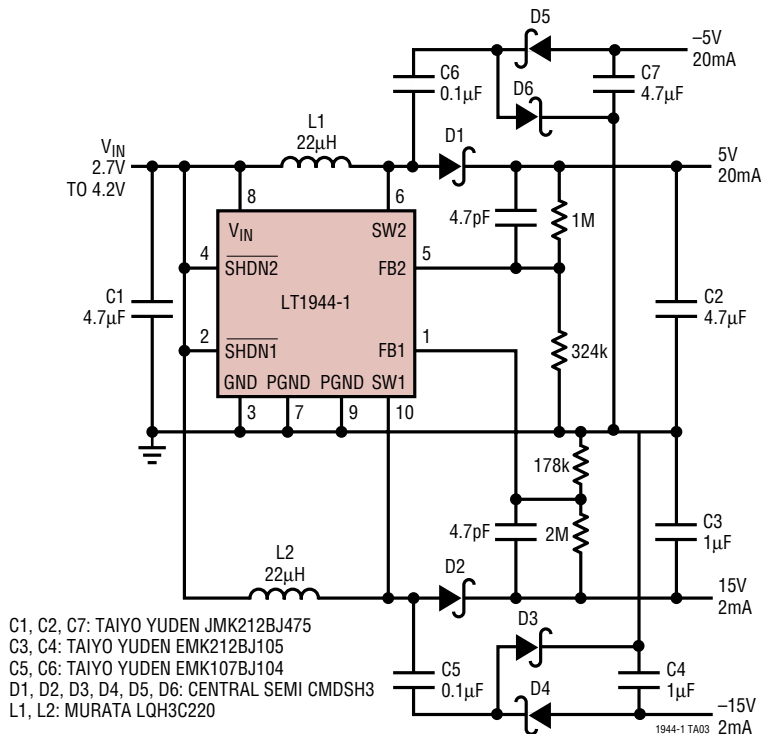 D5
–5V
20mA
C6
0.1µF
D6
C7
4.7µF
L1
22µH
D1
VIN
2.7V
TO 4.2V
5V
20mA
8
6
4.7pF
1M
VIN
SW2
4
SHDN2
FB2
5
LT1944-1
C1
4.7µF
C2
4.7µF
2
SHDN1
FB1
1
324k
GND
PGND
PGND
SW1
3
7
9
10
178k
4.7pF
2M
C3
1µF
L2
22µH
D2
15V
2mA
D3
C5
0.1µF
D4
C4
1µF
–15V
2mA
C1, C2, C7: TAIYO YUDEN JMK212BJ475
C3, C4: TAIYO YUDEN EMK212BJ105
C5, C6: TAIYO YUDEN EMK107BJ104
D1, D2, D3, D4, D5, D6: CENTRAL SEMI CMDSH3
L1, L2: MURATA LQH3C220
1944-1 TA03